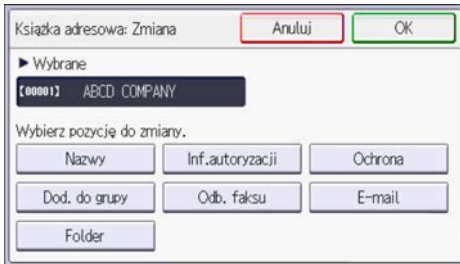 Książka adresowa: Zmiana Anuluj OK
► Wybrane
【00001】 ABCD COMPANY
Wybierz pozycję do zmiany.
Nazwy Inf.autoryzacji Ochrona
Dod. do grupy Odb. faksu E-mail
Folder